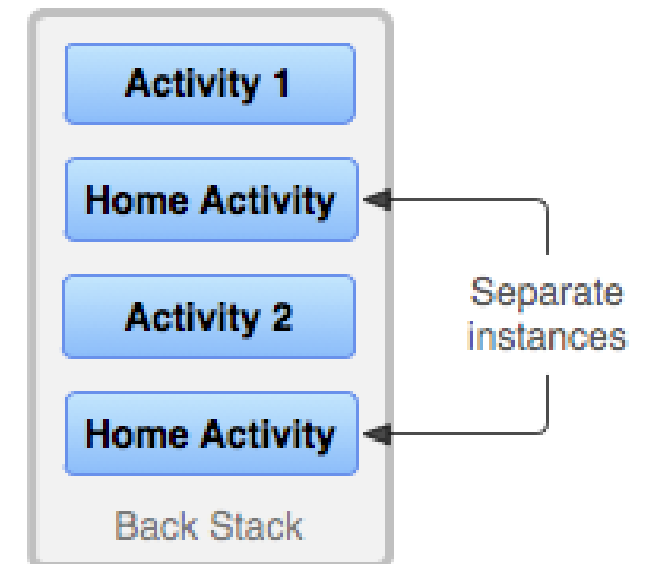 Activity 1
Home Activity
Activity 2
Home Activity
Back Stack
Separate
instances